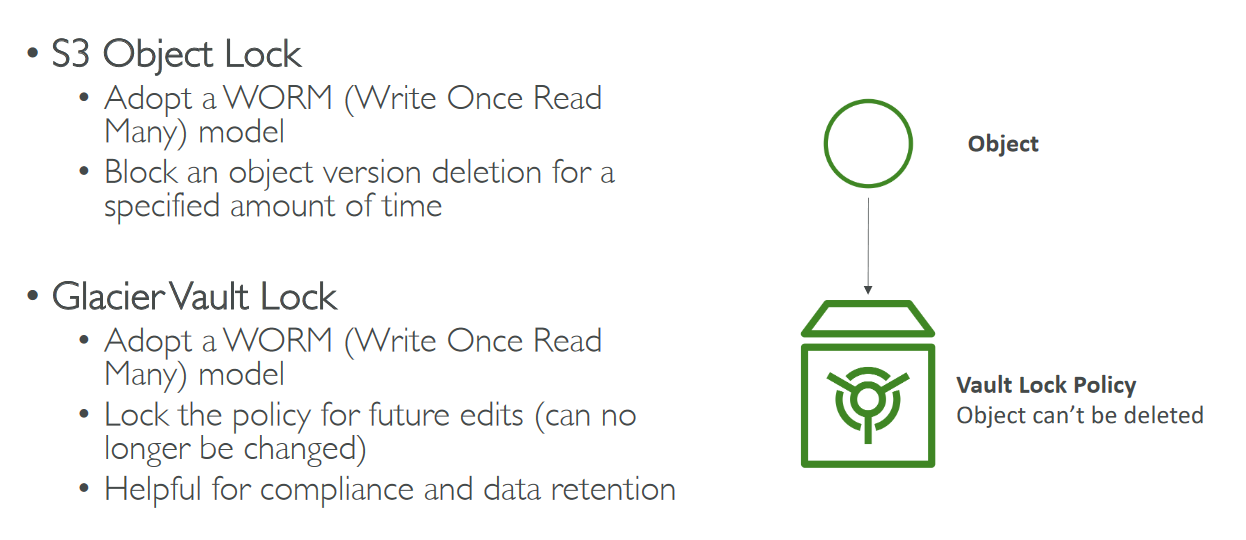 • S3 Object Lock
• Adopt a WORM (Write Once Read
Many) model
• Block an object version deletion for a
specified amount of time
• Glacier Vault Lock
• Adopt a WORM (Write Once Read
Many) model
• Lock the policy for future edits (can no
longer be changed)
• Helpful for compliance and data retention
Object
Vault Lock Policy
Object can't be deleted